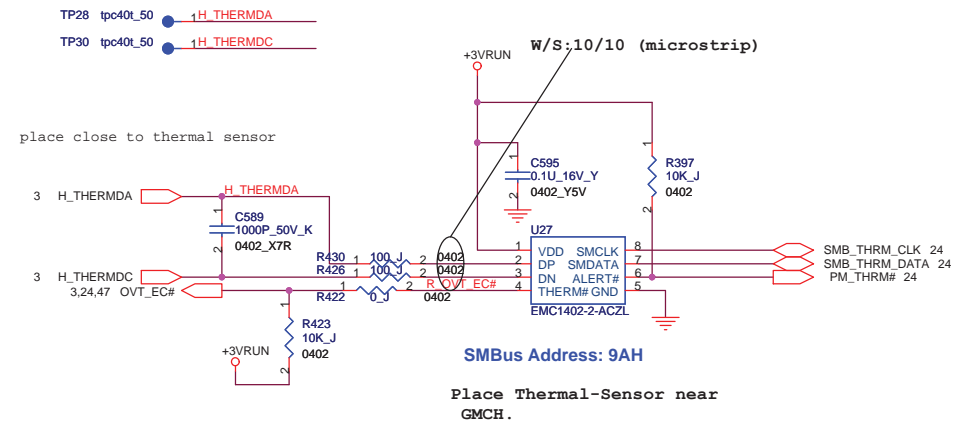 TP28 tpc40t_50 1 H_THERMDA
TP30 tpc40t_50 1 H_THERMDC
W/S:10/10 (microstrip)
+3VRUN
place close to thermal sensor
1
1
R397
10K_J
0402
2
C595
0.1U_16V_Y
0402_Y5V
2
3 H_THERMDA
H_THERMDA
1
C589
1000P_50V_K
0402_X7R
2
U27
1 VDD SMCLK 8
2 DP SMDATA 7
3 DN ALERT# 6
4 THERM# GND 5
EMC1402-2-ACZL
SMB_THRM_CLK 24
SMB_THRM_DATA 24
PM_THRM# 24
R430 1 100_J 2 0402
R426 1 100_J 2 0402
3 H_THERMDC
3,24,47 OVT_EC#
R422 1 0_J 2 0402
R_OVT_EC#
1
R423
10K_J
0402
2
+3VRUN
SMBus Address: 9AH
Place Thermal-Sensor near
GMCH.